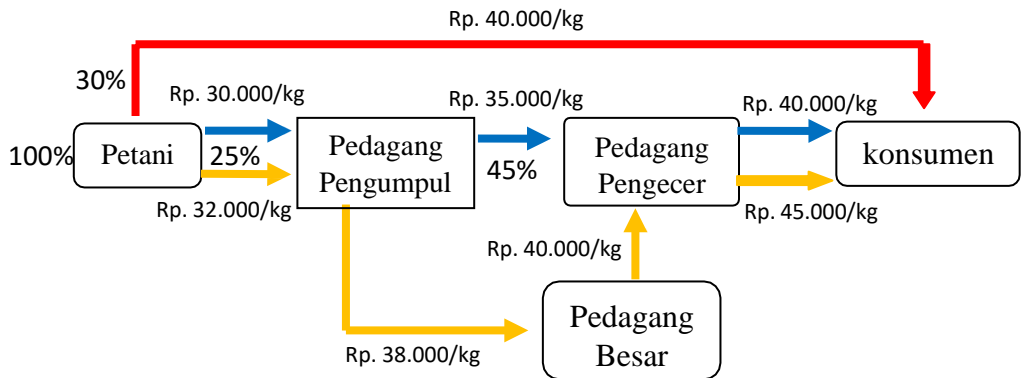 Rp. 40.000/kg
30%
Rp. 30.000/kg
Rp. 35.000/kg
Rp. 40.000/kg
100%
Petani
25%
Pedagang
Pengumpul
45%
Pedagang
Pengecer
konsumen
Rp. 32.000/kg
Rp. 45.000/kg
Rp. 40.000/kg
Pedagang
Besar
Rp. 38.000/kg